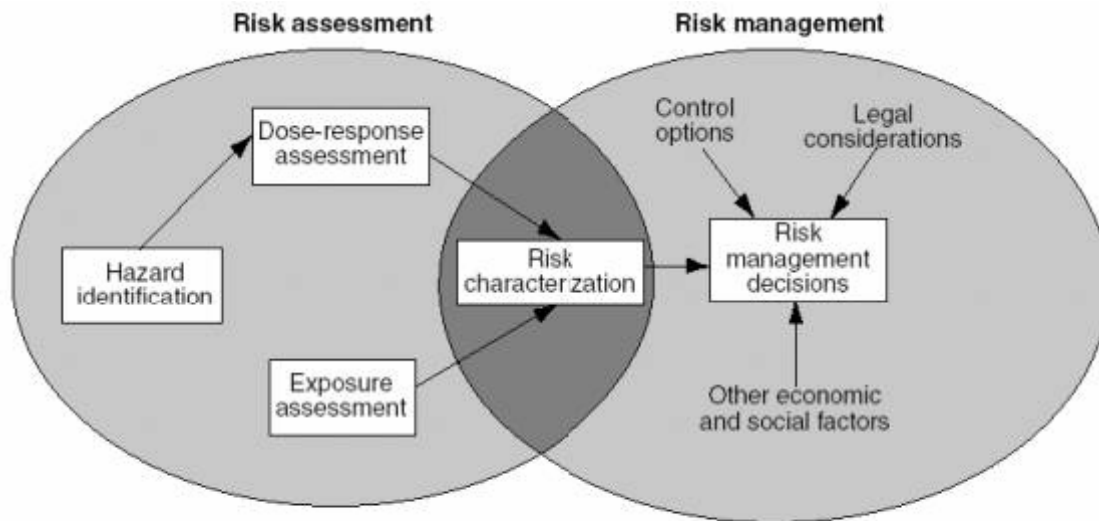 Risk assessment
Risk management
Dose-response
assessment
Control
options
Legal
considerations
Hazard
identification
Risk
characterization
Risk
management
decisions
Exposure
assessment
Other economic
and social factors